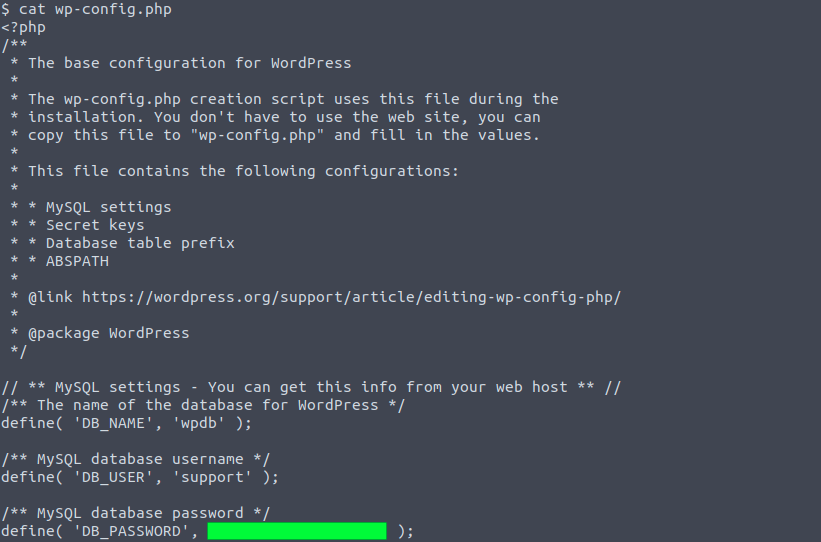 $ cat wp-config.php
<?php
/**
 * The base configuration for WordPress
 *
 * The wp-config.php creation script uses this file during the
 * installation. You don't have to use the web site, you can
 * copy this file to "wp-config.php" and fill in the values.
 *
 * This file contains the following configurations:
 *
 * * MySQL settings
 * * Secret keys
 * * Database table prefix
 * * ABSPATH
 *
 * @link https://wordpress.org/support/article/editing-wp-config-php/
 *
 * @package WordPress
 */
// ** MySQL settings - You can get this info from your web host ** //
/** The name of the database for WordPress */
define( 'DB_NAME', 'wpdb' );
/** MySQL database username */
define( 'DB_USER', 'support' );
/** MySQL database password */
define( 'DB_PASSWORD', );